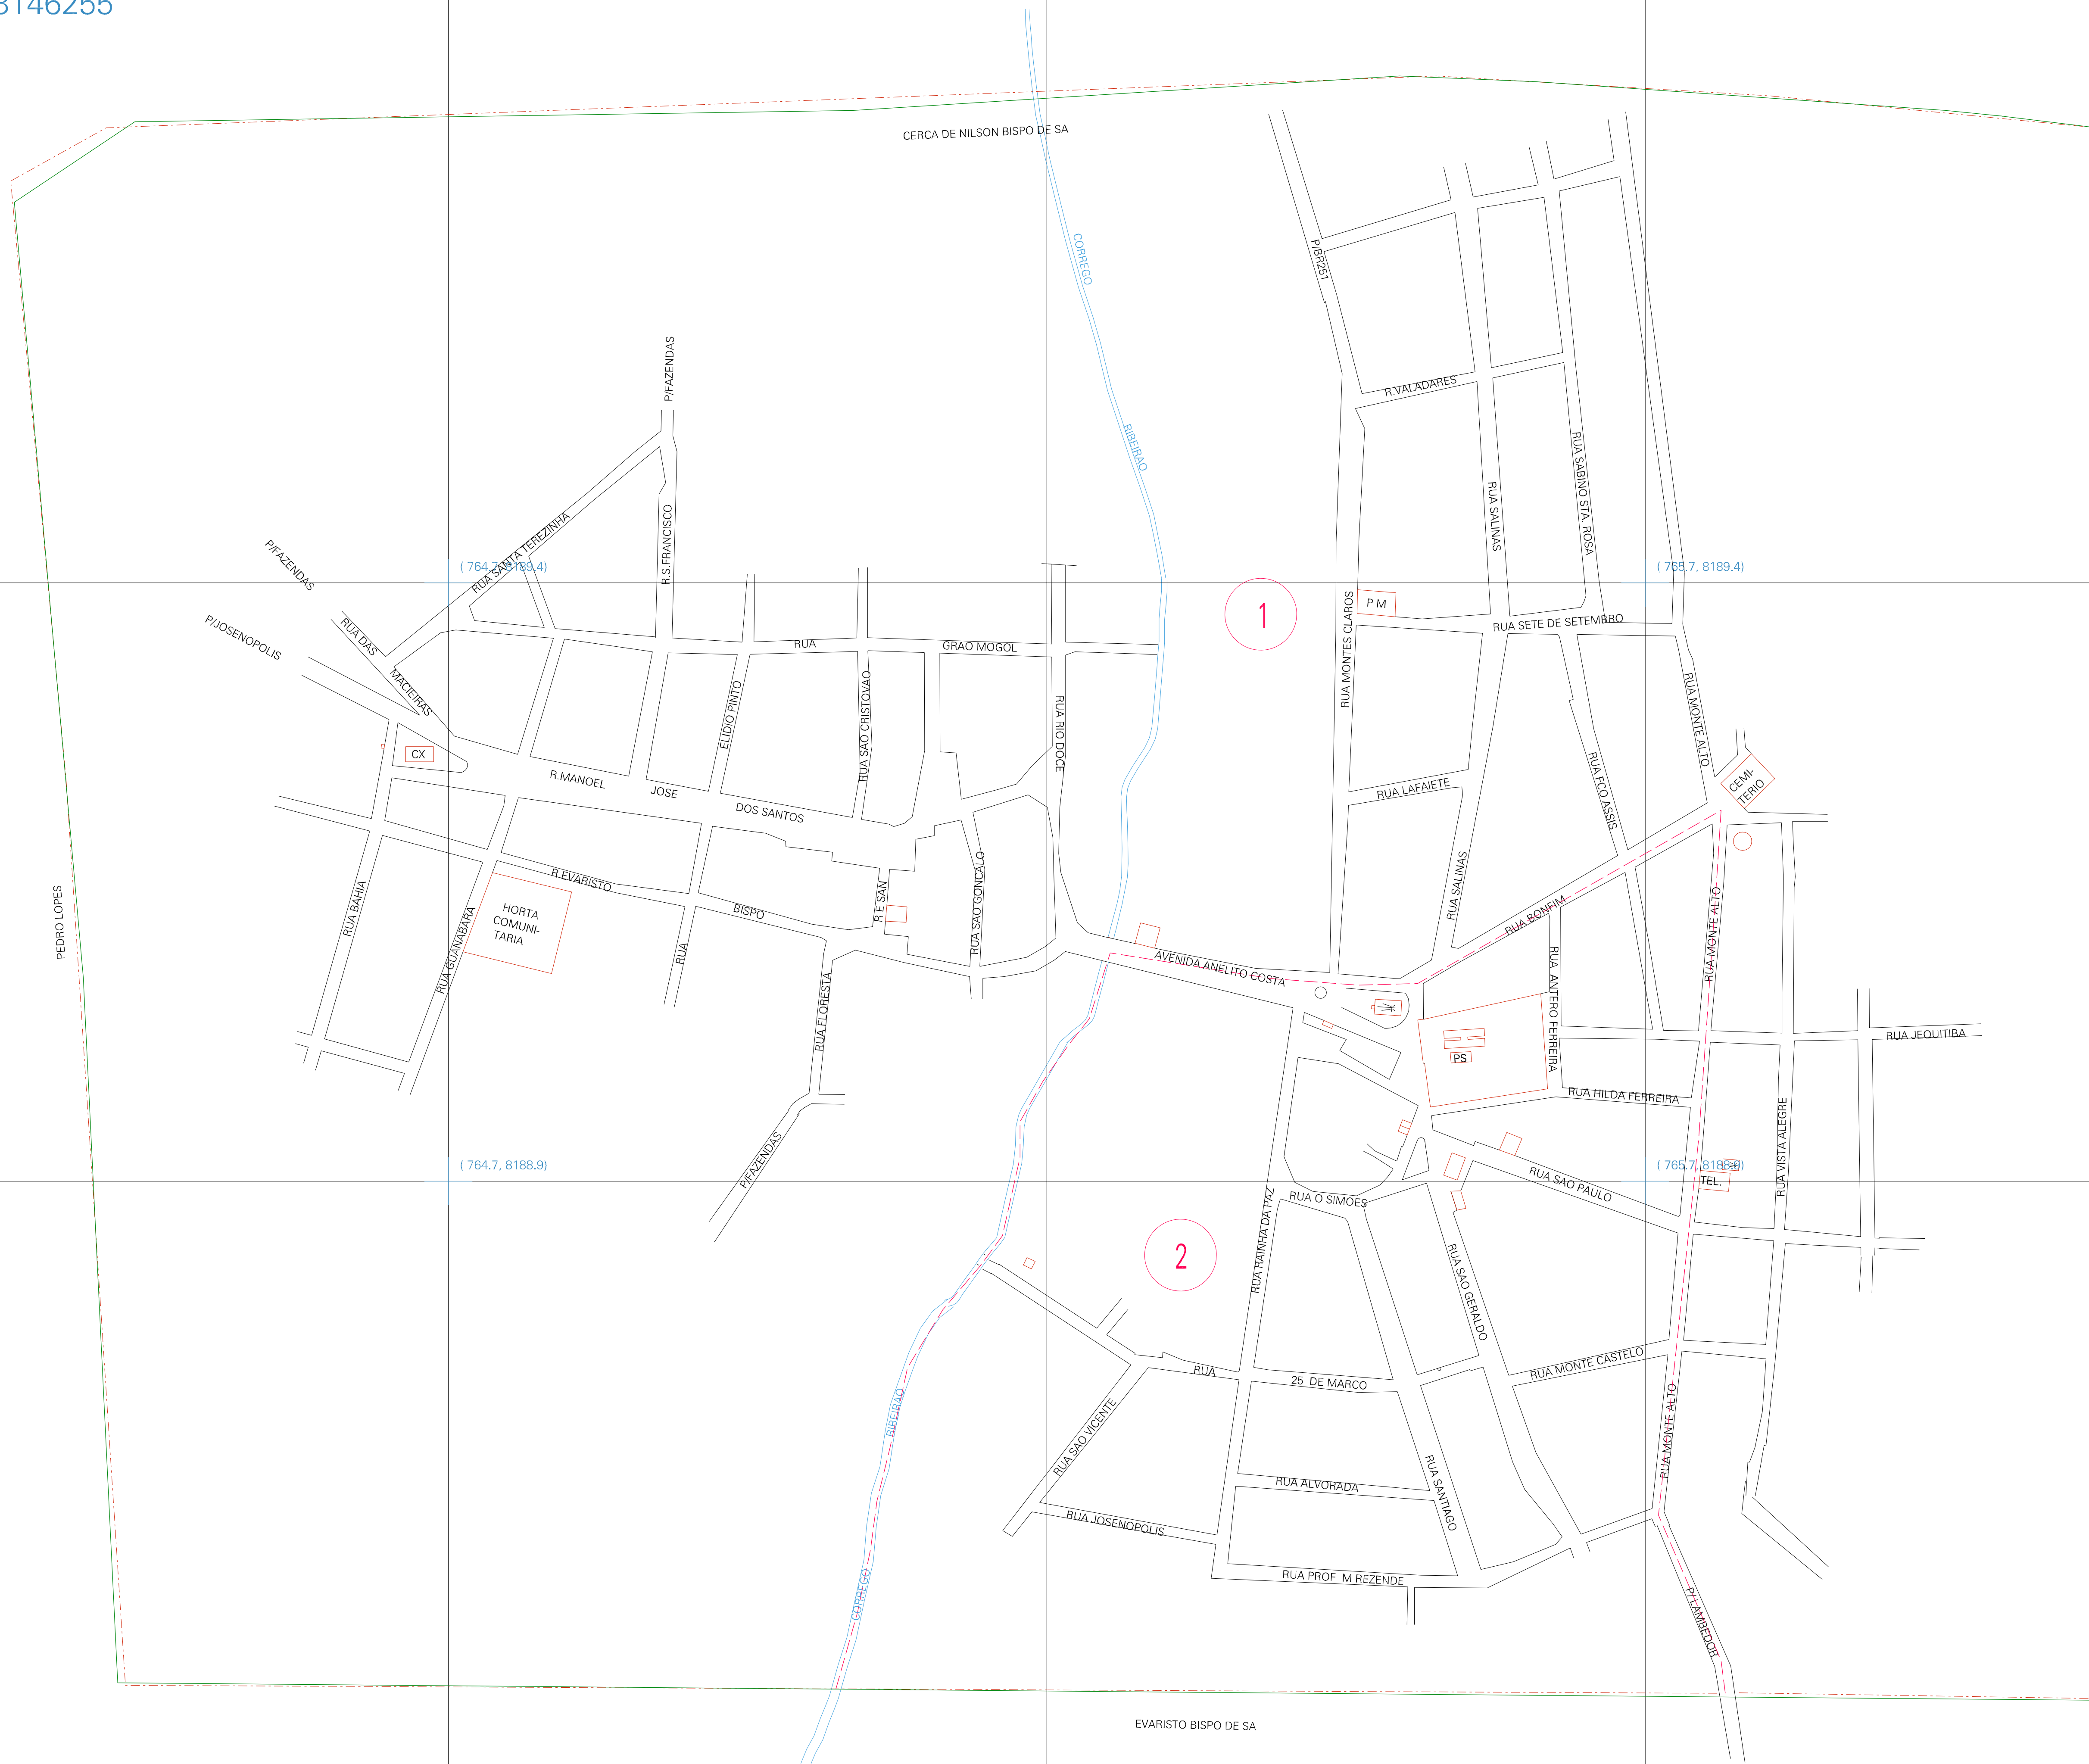 8146255
CERCA DE NILSON BISPO DE SA
CORREGO
P/BR251
P/FAZENDAS
R.VALADARES
RIBEIRAO
RUA SALINAS
RUA SABINO STA. ROSA
RUA SANTA TEREZINHA
R.S.FRANCISCO
P/FAZENDAS
( 764.7, 8189.4)
( 765.7, 8189.4)
1
P M
RUA MONTES CLAROS
RUA SETE DE SETEMBRO
P/JOSENOPOLIS
RUA DAS
MACIEIRAS
RUA
GRAO MOGOL
ELIDIO PINTO
RUA SAO CRISTOVAO
RUA RIO DOCE
RUA MONTE ALTO
CX
R.MANOEL
JOSE
DOS SANTOS
RUA LAFAIETE
RUA FCO ASSIS
CEMI-
TERIO
PEDRO LOPES
RUA BAHIA
RUA GUANABARA
R.EVARISTO
BISPO
HORTA
COMUNI-
TARIA
RUA
R E SAN
RUA SAO GONCALO
RUA SALINAS
RUA BONFIM
RUA MONTE ALTO
AVENIDA ANELITO COSTA
RUA FLORESTA
RUA ANTERO FERREIRA
PS
RUA JEQUITIBA
RUA HILDA FERREIRA
RUA VISTA ALEGRE
P/FAZENDAS
( 764.7, 8188.9)
( 765.7, 8188.9)
TEL.
RUA SAO PAULO
RUA O SIMOES
RUA RAINHA DA PAZ
2
RUA SAO GERALDO
RUA
25 DE MARCO
RUA MONTE CASTELO
RUA MONTE ALTO
RIBEIRAO
RUA SAO VICENTE
RUA ALVORADA
RUA SANTIAGO
RUA JOSENOPOLIS
CORREGO
RUA PROF M REZENDE
P/LAMBEDOR
EVARISTO BISPO DE SA